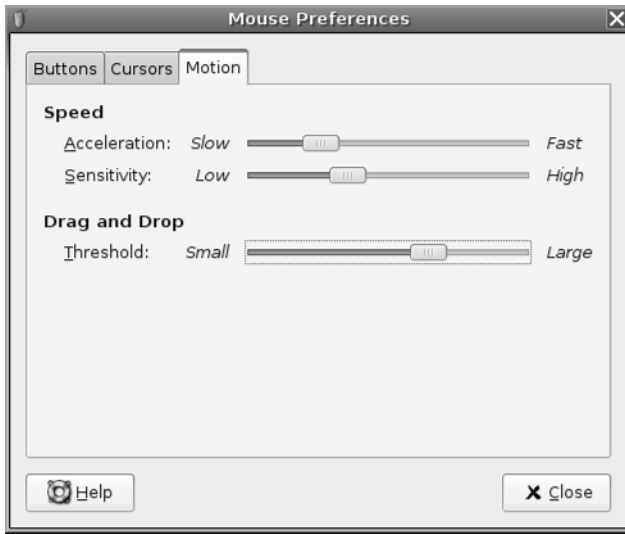 Mouse Preferences
Buttons Cursors Motion
Speed
Acceleration: Slow Fast
Sensitivity: Low High
Drag and Drop
Threshold: Small Large
Help Close